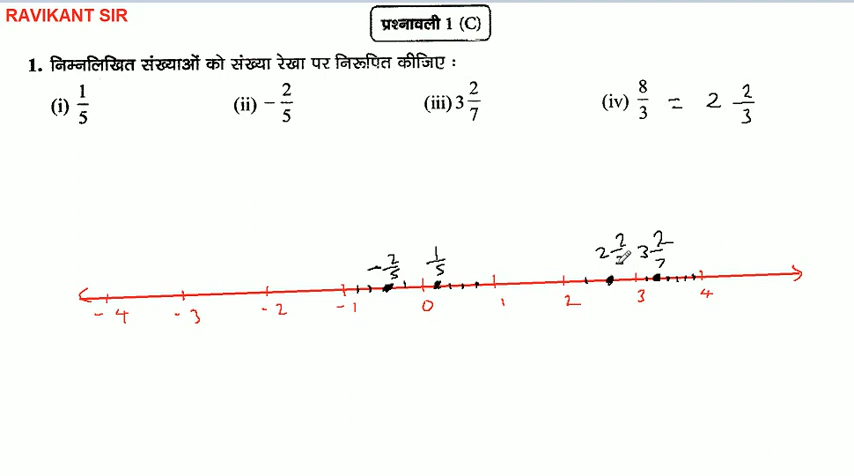 RAVIKANT SIR
प्रश्नावली 1 (C)
1. निम्नलिखित संख्याओं को संख्या रेखा पर निरूपित कीजिए :
(i) 1/5 (ii) − 2/5 (iii) 3 2/7 (iv) 8/3 = 2 2/3
-2/5 1/5 2 2/ 3 2/7
-4 -3 -2 -1 0 1 2 3 4